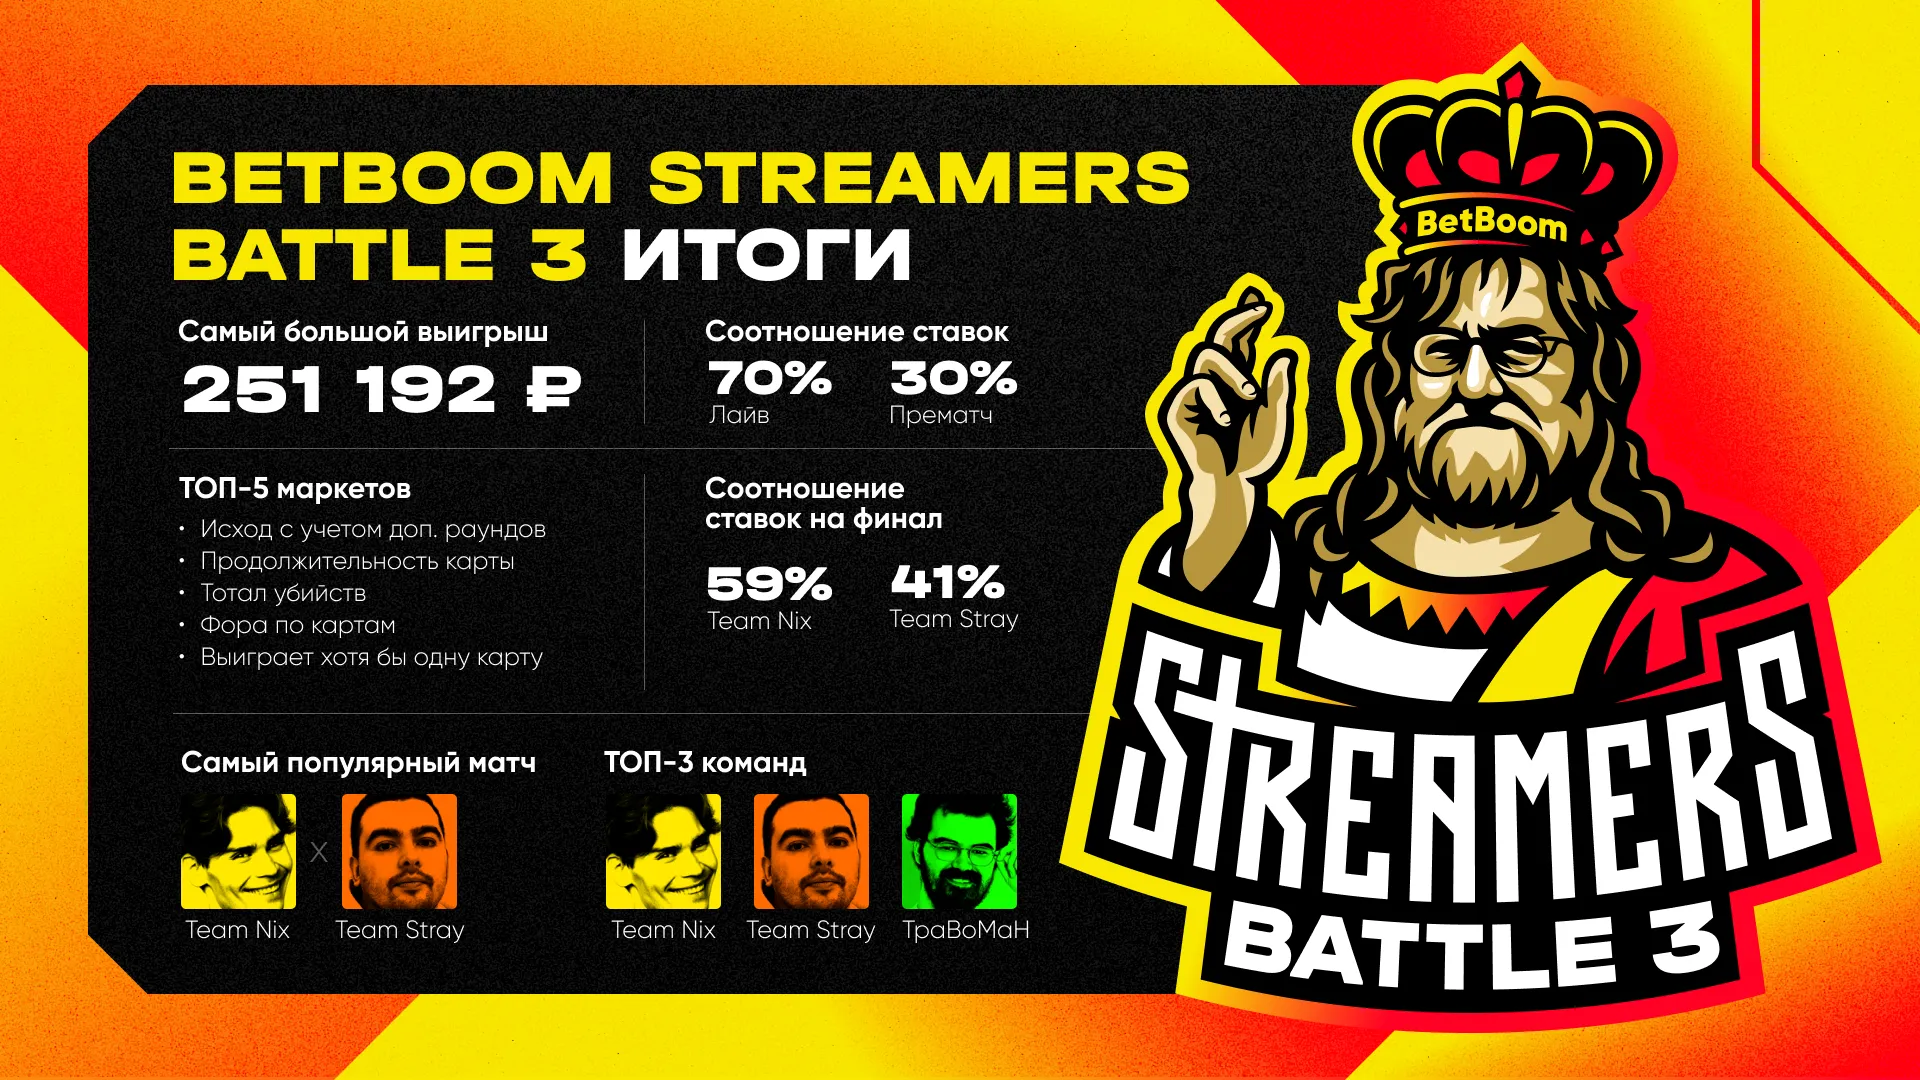 BETBOOM STREAMERS
BATTLE 3 ИТОГИ
Самый большой выигрыш
251 192 ₽
Соотношение ставок
70% 30%
Лайв Прематч
ТОП-5 маркетов
• Исход с учетом доп. раундов
• Продолжительность карты
• Тотал убийств
• Фора по картам
• Выиграет хотя бы одну карту
Соотношение
ставок на финал
59% 41%
Team Nix Team Stray
Самый популярный матч
X
Team Nix Team Stray
ТОП-3 команд
Team Nix Team Stray ТраВоМаН
BetBoom
STREAMERS
BATTLE 3